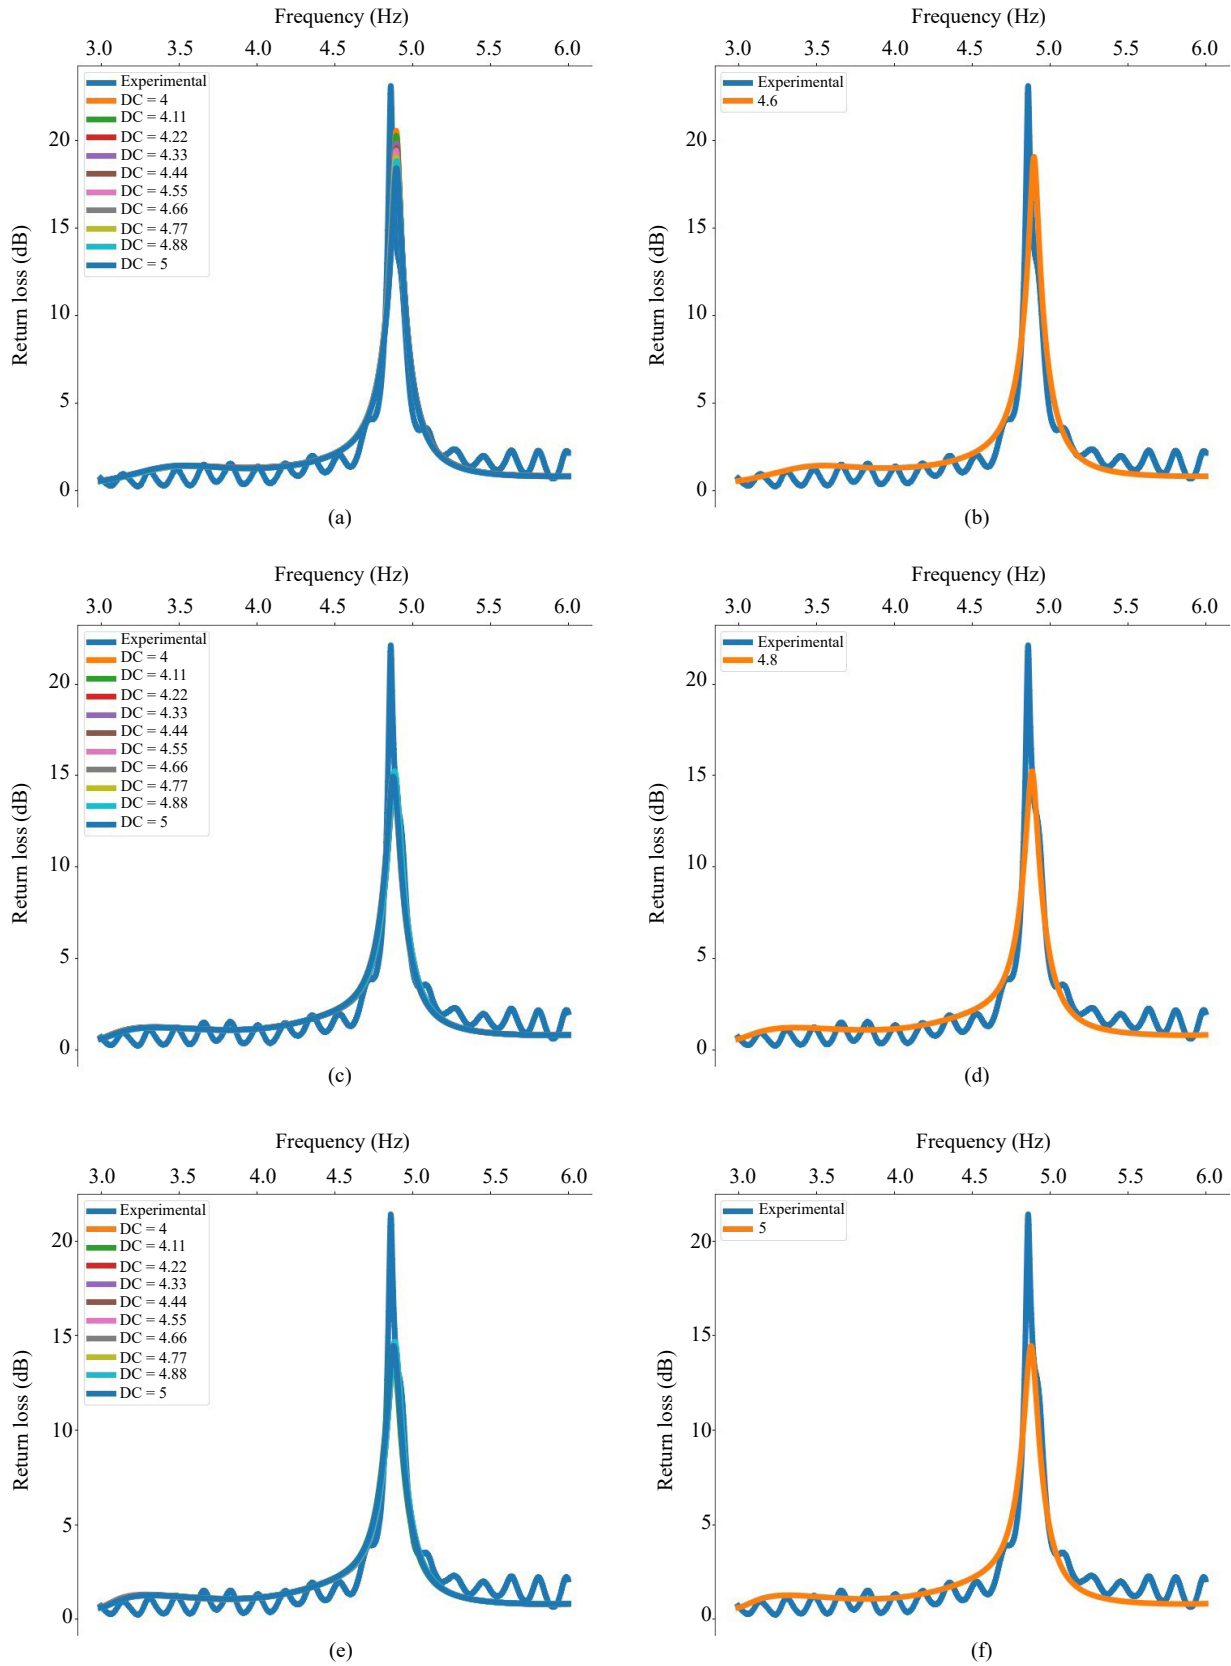 Frequency (Hz)
3.0 3.5 4.0 4.5 5.0 5.5 6.0
Experimental
DC = 4
DC = 4.11
DC = 4.22
DC = 4.33
DC = 4.44
DC = 4.55
DC = 4.66
DC = 4.77
DC = 4.88
DC = 5
20
15
10
5
0
Return loss (dB)
(a)
Frequency (Hz)
3.0 3.5 4.0 4.5 5.0 5.5 6.0
Experimental
4.6
20
15
10
5
0
Return loss (dB)
(b)
Frequency (Hz)
3.0 3.5 4.0 4.5 5.0 5.5 6.0
Experimental
DC = 4
DC = 4.11
DC = 4.22
DC = 4.33
DC = 4.44
DC = 4.55
DC = 4.66
DC = 4.77
DC = 4.88
DC = 5
20
15
10
5
0
Return loss (dB)
(c)
Frequency (Hz)
3.0 3.5 4.0 4.5 5.0 5.5 6.0
Experimental
4.8
20
15
10
5
0
Return loss (dB)
(d)
Frequency (Hz)
3.0 3.5 4.0 4.5 5.0 5.5 6.0
Experimental
DC = 4
DC = 4.11
DC = 4.22
DC = 4.33
DC = 4.44
DC = 4.55
DC = 4.66
DC = 4.77
DC = 4.88
DC = 5
20
15
10
5
0
Return loss (dB)
(e)
Frequency (Hz)
3.0 3.5 4.0 4.5 5.0 5.5 6.0
Experimental
5
20
15
10
5
0
Return loss (dB)
(f)